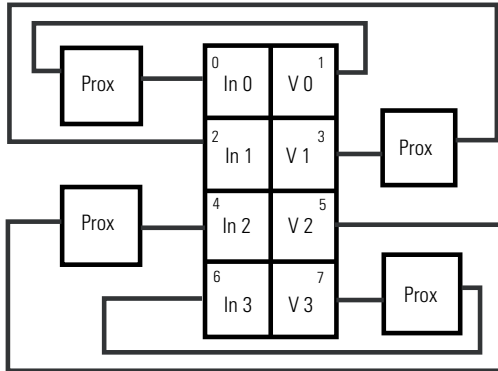 0 1
Prox In 0 V 0
2 3
In 1 V 1 Prox
4 5
Prox In 2 V 2
6 7
In 3 V 3 Prox